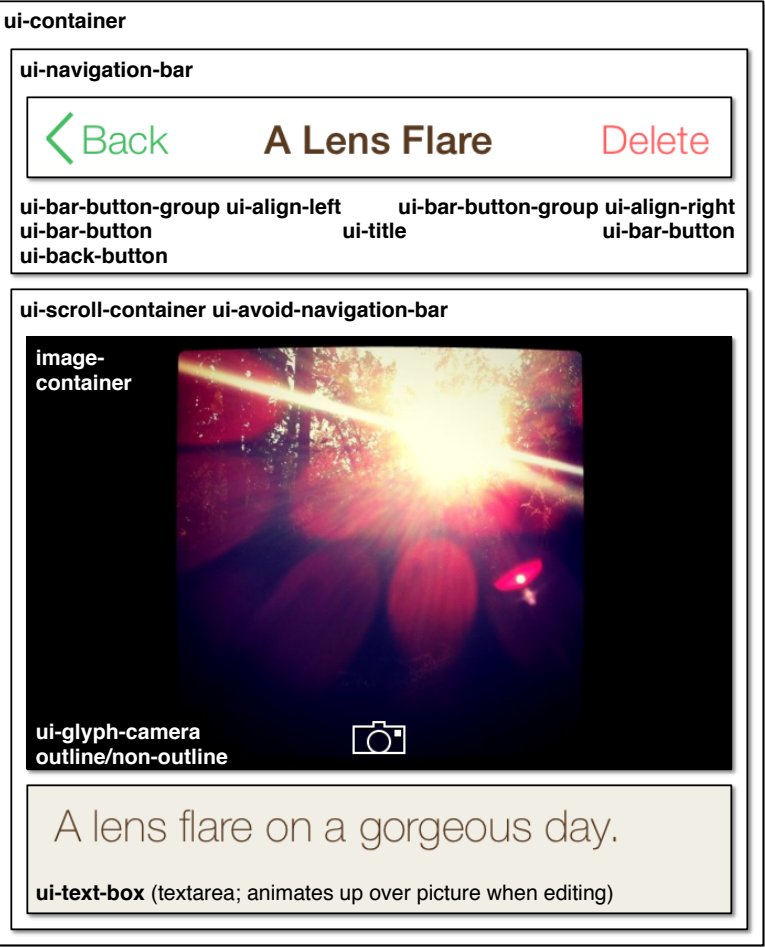 ui-container
ui-navigation-bar
Back A Lens Flare Delete
ui-bar-button-group ui-align-left ui-bar-button-group ui-align-right
ui-bar-button ui-title ui-bar-button
ui-back-button
ui-scroll-container ui-avoid-navigation-bar
image-
container
ui-glyph-camera
outline/non-outline
A lens flare on a gorgeous day.
ui-text-box (textarea; animates up over picture when editing)